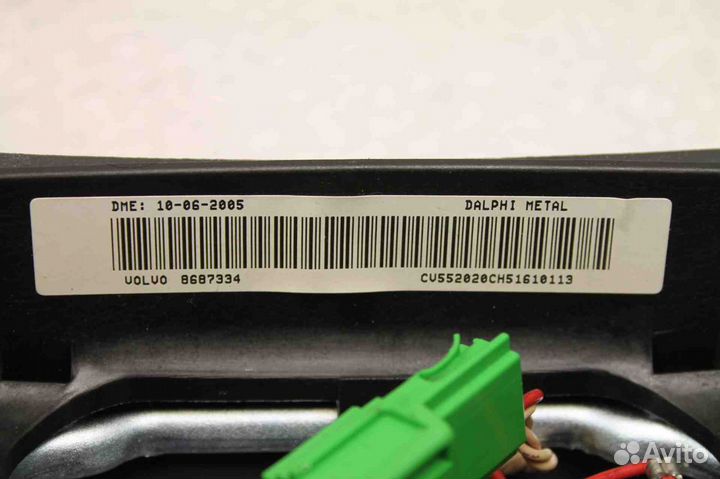 DME: 10-06-2005 DALPHI METAL
VOLVO 8687334 CV552020CH51610113
Avito